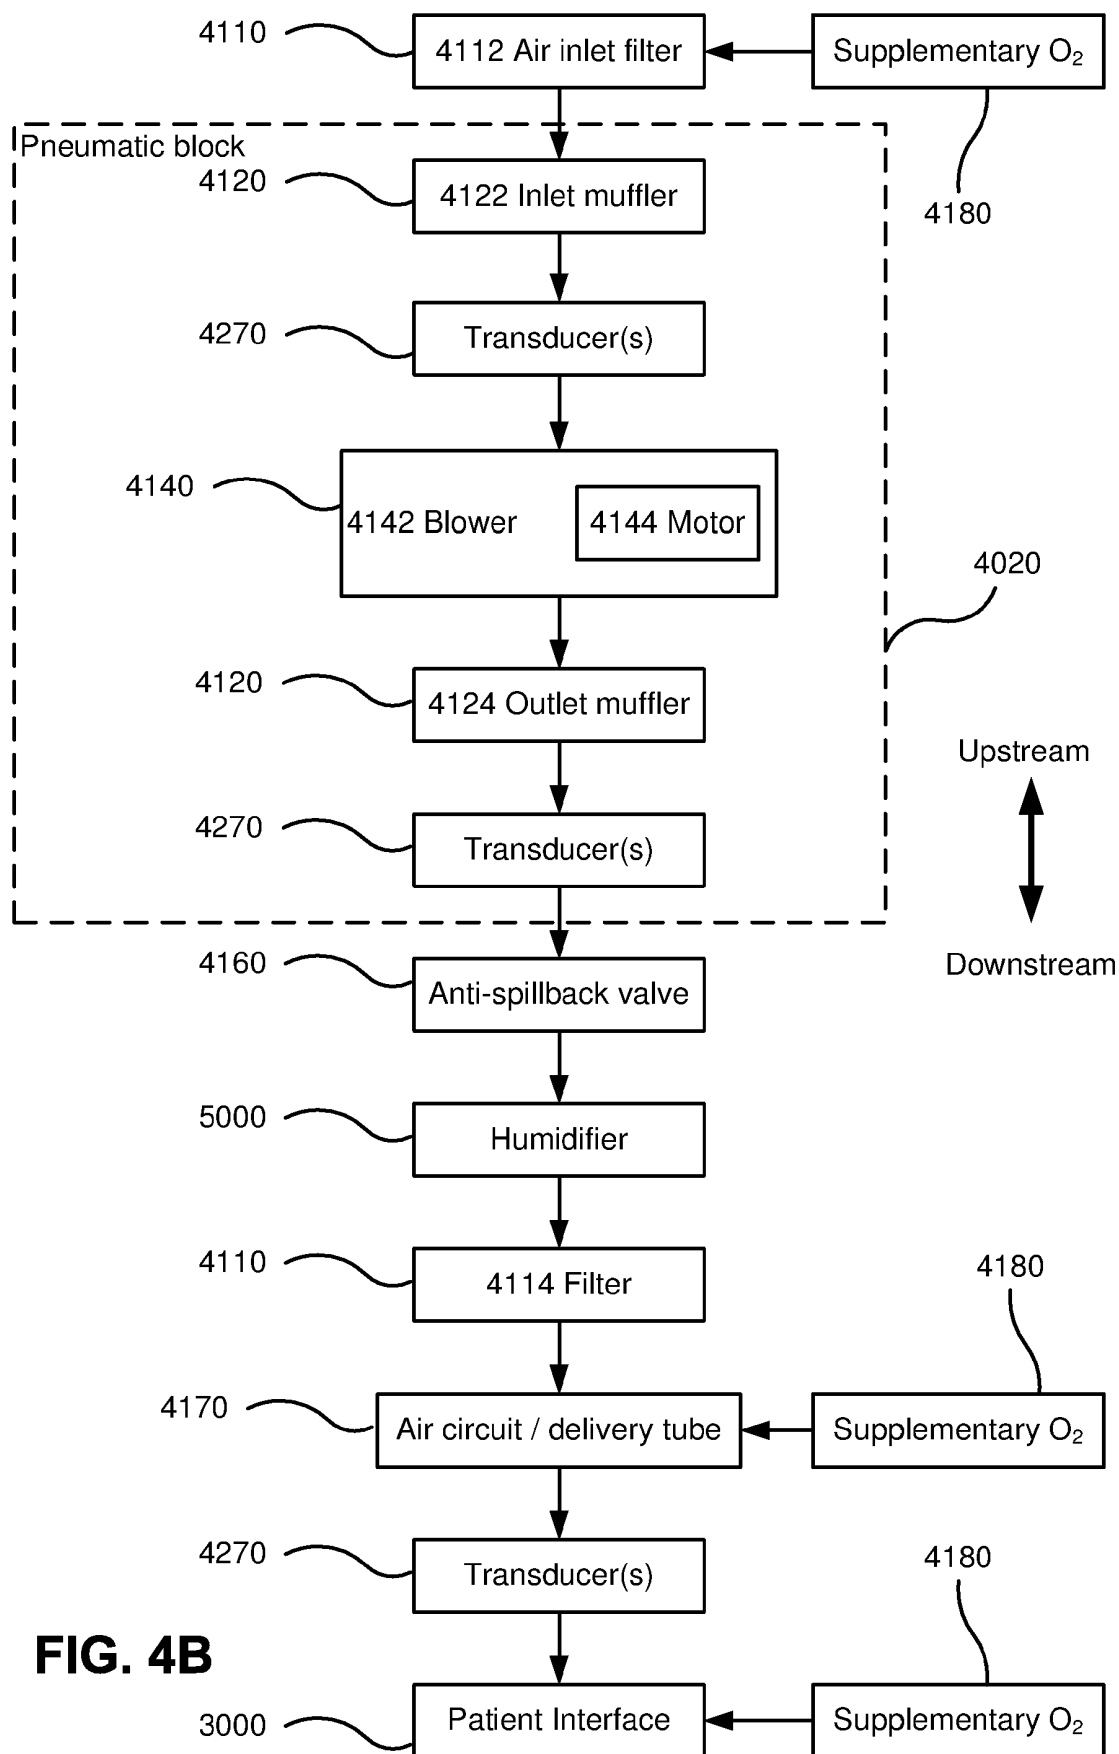 4110
4112 Air inlet filter
Supplementary O₂
Pneumatic block
4120
4122 Inlet muffler
4180
4270
Transducer(s)
4140
4142 Blower
4144 Motor
4020
4120
4124 Outlet muffler
Upstream
4270
Transducer(s)
4160
Anti-spillback valve
Downstream
5000
Humidifier
4110
4114 Filter
4180
4170
Air circuit / delivery tube
Supplementary O₂
4270
Transducer(s)
4180
FIG. 4B
3000
Patient Interface
Supplementary O₂